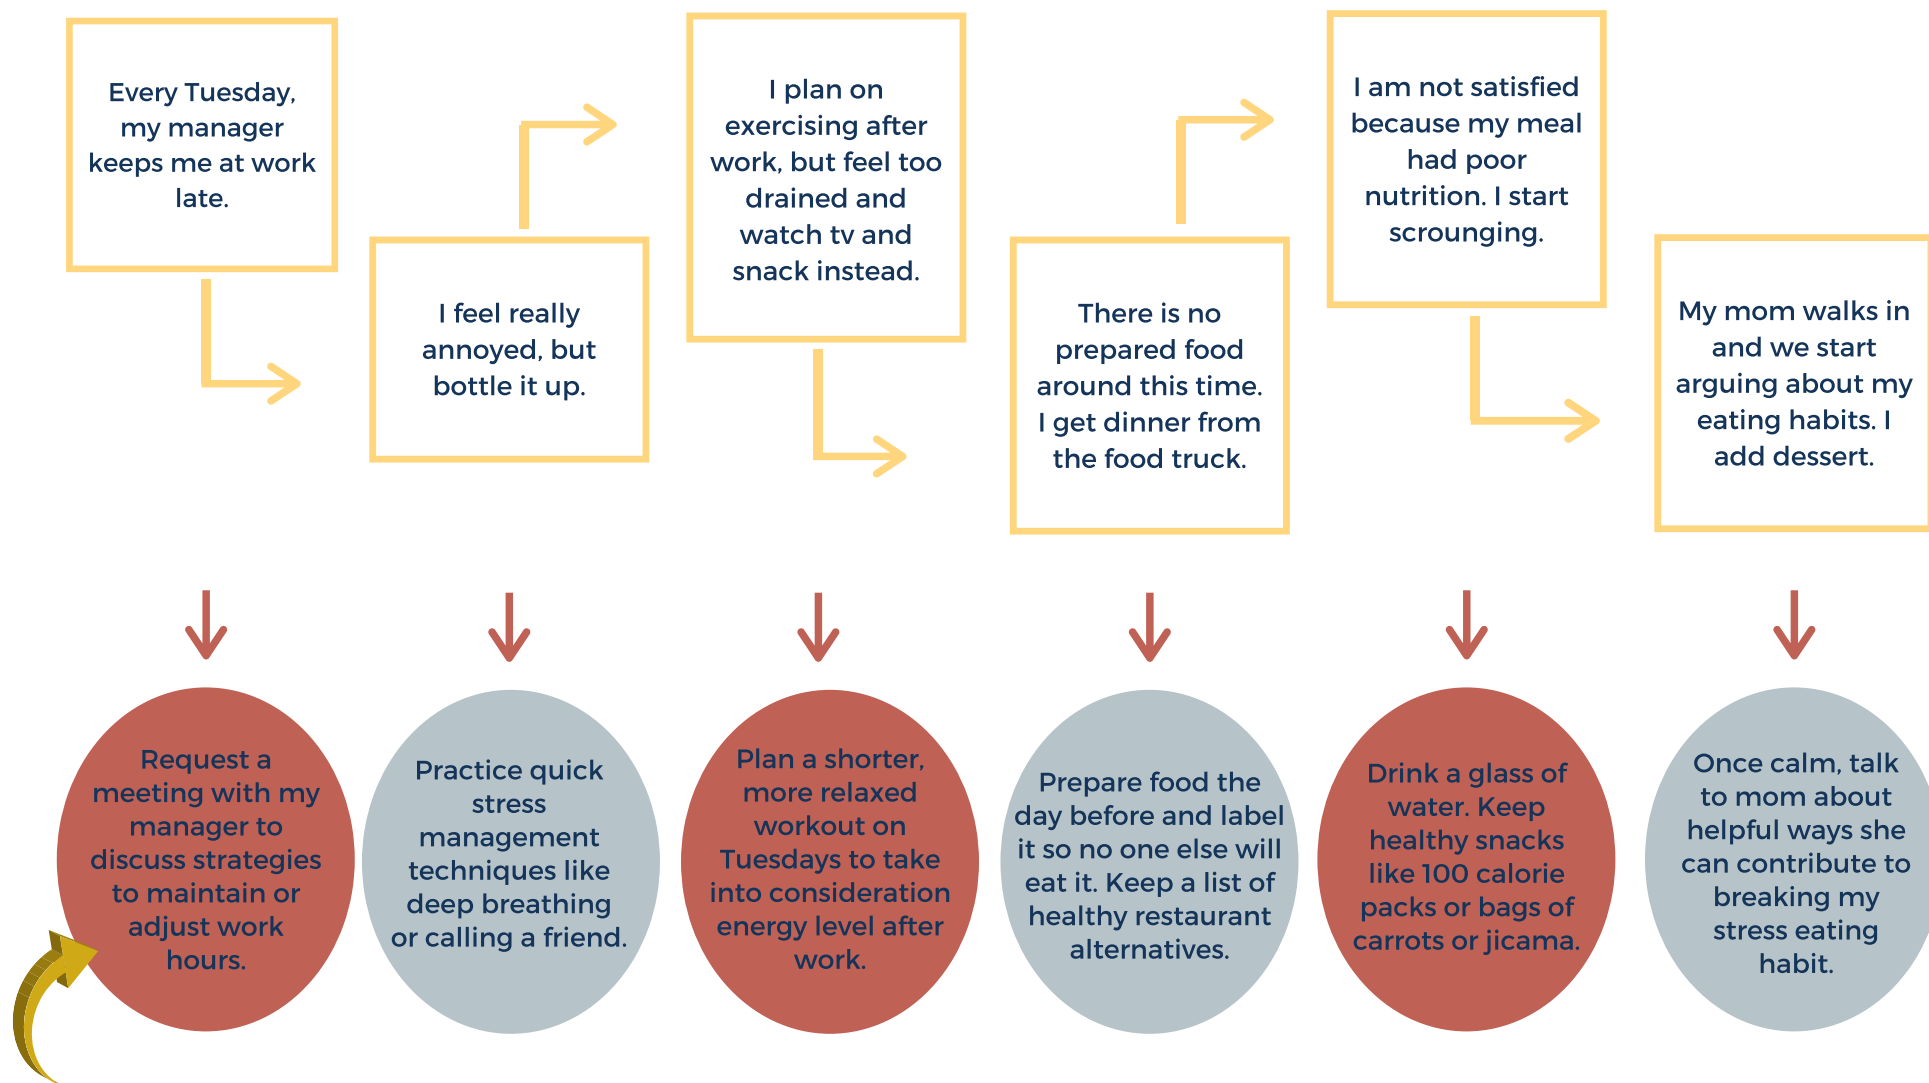 Every Tuesday,
my manager
keeps me at work
late.
I feel really
annoyed, but
bottle it up.
I plan on
exercising after
work, but feel too
drained and
watch tv and
snack instead.
There is no
prepared food
around this time.
I get dinner from
the food truck.
I am not satisfied
because my meal
had poor
nutrition. I start
scrounging.
My mom walks in
and we start
arguing about my
eating habits. I
add dessert.
Request a
meeting with my
manager to
discuss strategies
to maintain or
adjust work
hours.
Practice quick
stress
management
techniques like
deep breathing
or calling a friend.
Plan a shorter,
more relaxed
workout on
Tuesdays to take
into consideration
energy level after
work.
Prepare food the
day before and label
it so no one else will
eat it. Keep a list of
healthy restaurant
alternatives.
Drink a glass of
water. Keep
healthy snacks
like 100 calorie
packs or bags of
carrots or jicama.
Once calm, talk
to mom about
helpful ways she
can contribute to
breaking my
stress eating
habit.